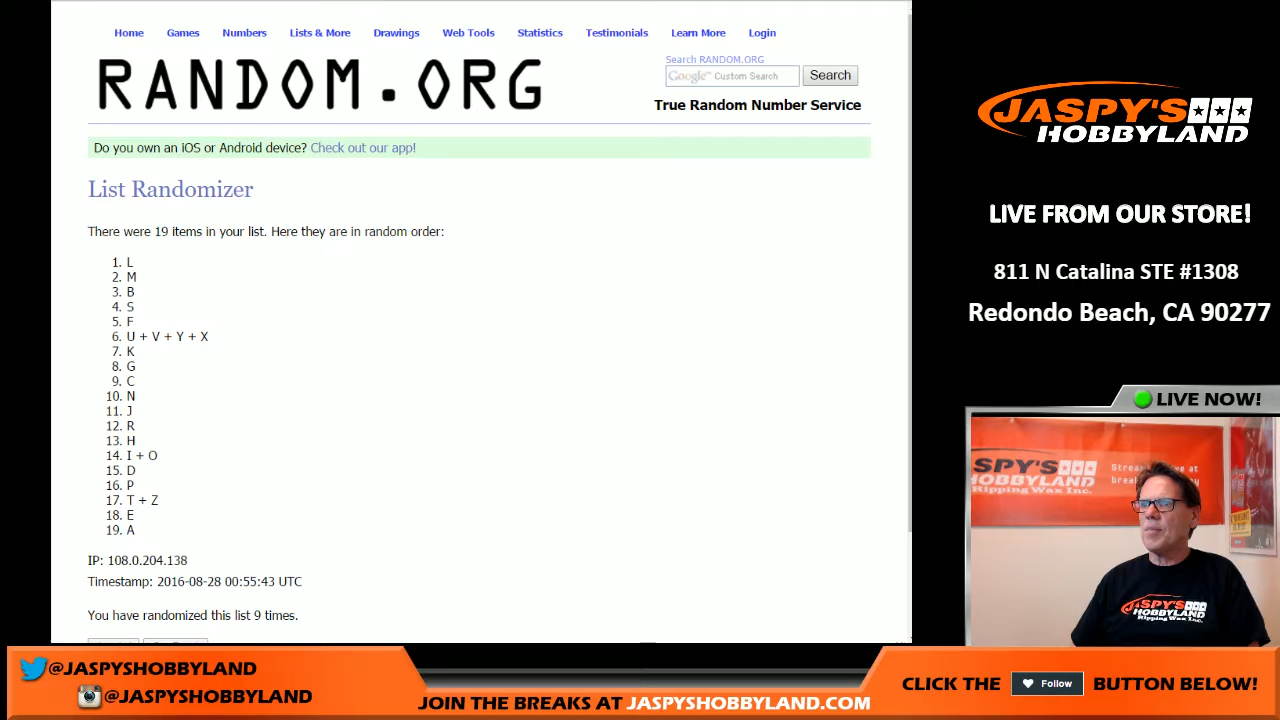 Home Games Numbers Lists & More Drawings Web Tools Statistics Testimonials Learn More Login
RANDOM.ORG
Search RANDOM.ORG
Google™ Custom Search Search
True Random Number Service
Do you own an iOS or Android device? Check out our app!
List Randomizer
There were 19 items in your list. Here they are in random order:
1. L
2. M
3. B
4. S
5. F
6. U + V + Y + X
7. K
8. G
9. C
10. N
11. J
12. R
13. H
14. I + O
15. D
16. P
17. T + Z
18. E
19. A
IP: 108.0.204.138
Timestamp: 2016-08-28 00:55:43 UTC
You have randomized this list 9 times.
JASPY'S
HOBBYLAND
LIVE FROM OUR STORE!
811 N Catalina STE #1308
Redondo Beach, CA 90277
LIVE NOW!
SPY'S
HOBBYLAND
Ripping Wax Inc.
JASPY'S
HOBBYLAND
Ripping Wax Inc.
@JASPYSHOBBYLAND
@JASPYSHOBBYLAND
JOIN THE BREAKS AT JASPYSHOBBYLAND.COM
CLICK THE Follow BUTTON BELOW!